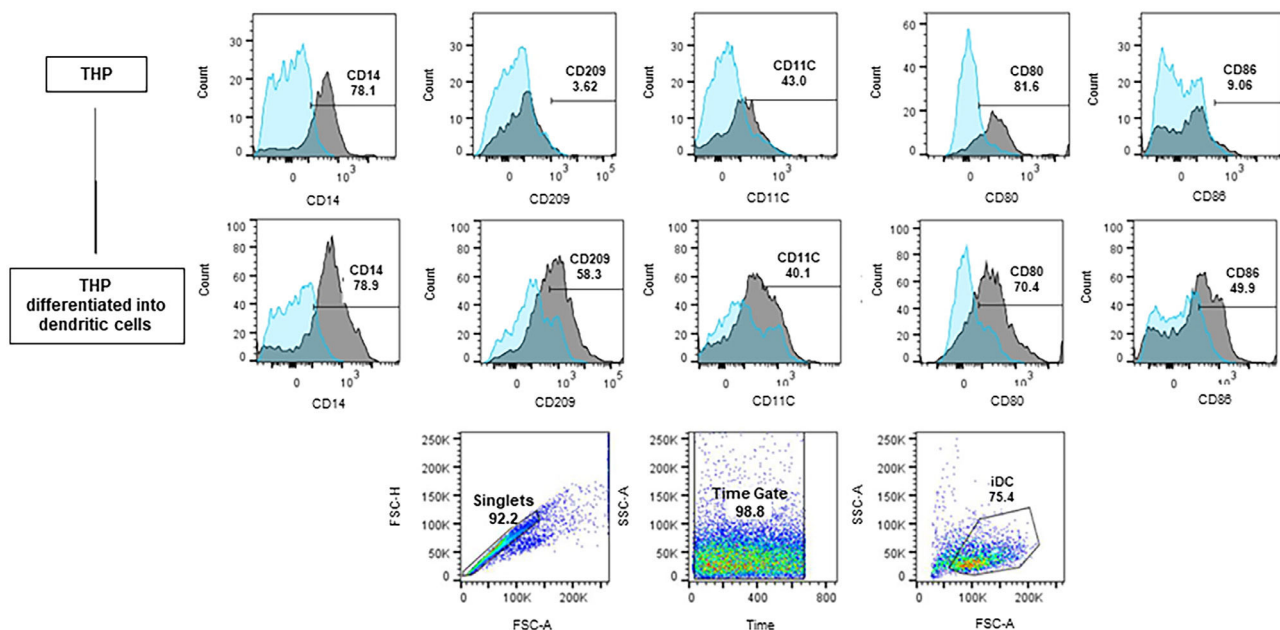 THP
Count
30
20
10
0
CD14
78.1
0
10³
CD14
Count
30
20
10
0
CD209
3.62
0
10³
10⁵
CD209
Count
30
20
10
0
CD11C
43.0
0
10³
CD11C
Count
60
40
20
0
CD80
81.6
0
10³
CD80
Count
40
30
20
10
0
CD86
9.06
0
10³
CD86
THP
differentiated into
dendritic cells
Count
100
80
60
40
20
0
CD14
78.9
0
10³
CD14
Count
100
80
60
40
20
0
CD209
58.3
0
10³
10⁵
CD209
Count
100
80
60
40
20
0
CD11C
40.1
0
10³
CD11C
Count
100
80
60
40
20
0
CD80
70.4
0
10³
CD80
Count
100
80
60
40
20
0
CD86
49.9
0
10³
CD86
FSC-H
250K
200K
150K
100K
50K
0
Singlets
92.2
0
100K
200K
FSC-A
SSC-A
250K
200K
150K
100K
50K
0
Time Gate
98.8
0
200
400
600
800
Time
SSC-A
250K
200K
150K
100K
50K
0
iDC
75.4
0
100K
200K
FSC-A